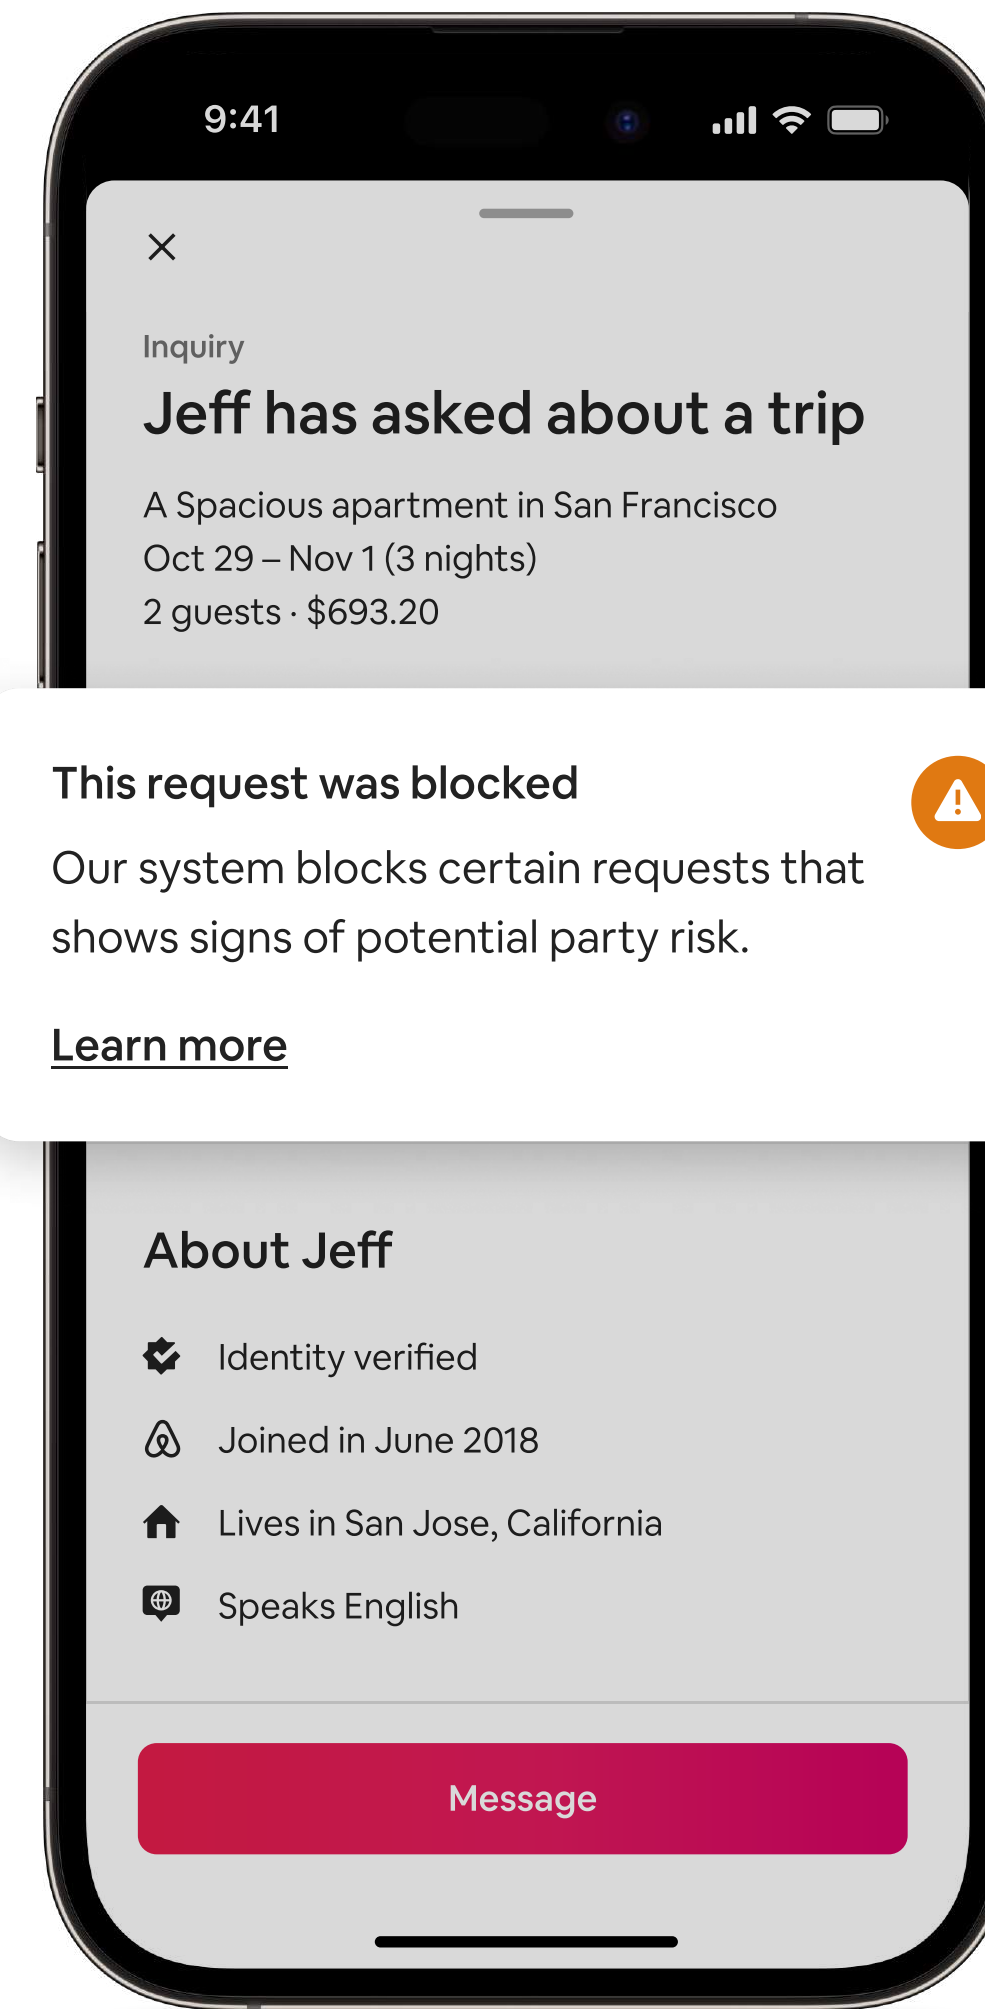 9:41
Inquiry
Jeff has asked about a trip
A Spacious apartment in San Francisco
Oct 29 – Nov 1 (3 nights)
2 guests · $693.20
This request was blocked
Our system blocks certain requests that
shows signs of potential party risk.
Learn more
About Jeff
Identity verified
Joined in June 2018
Lives in San Jose, California
Speaks English
Message